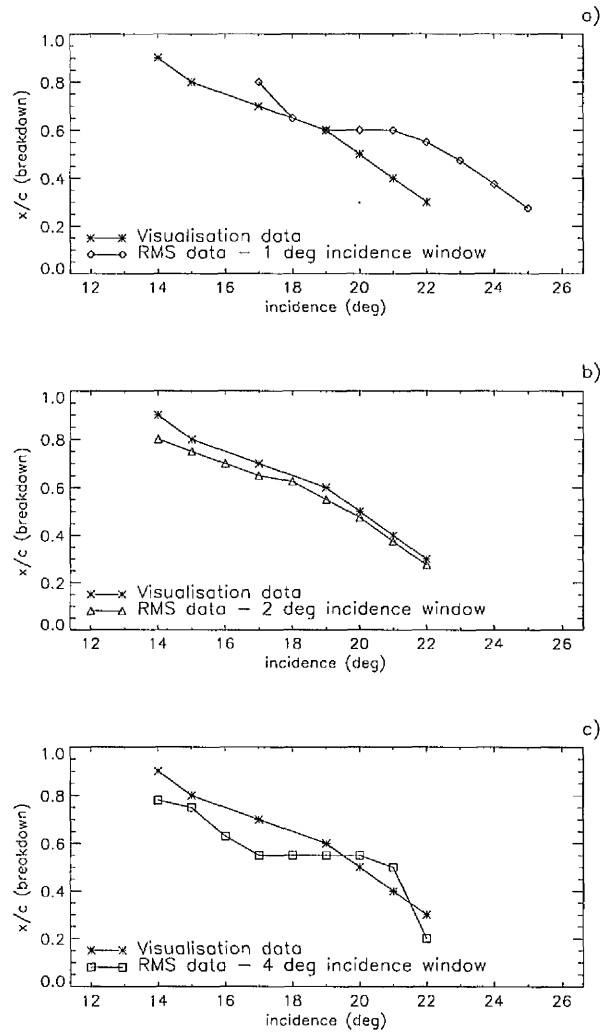 a)
1.0
0.8
0.6
0.4
0.2
0.0
x/c (breakdown)
Visualisation data
RMS data - 1 deg incidence window
12 14 16 18 20 22 24 26
incidence (deg)
b)
1.0
0.8
0.6
0.4
0.2
0.0
x/c (breakdown)
Visualisation data
RMS data - 2 deg incidence window
12 14 16 18 20 22 24 26
incidence (deg)
c)
1.0
0.8
0.6
0.4
0.2
0.0
x/c (breakdown)
Visualisation data
RMS data - 4 deg incidence window
12 14 16 18 20 22 24 26
incidence (deg)